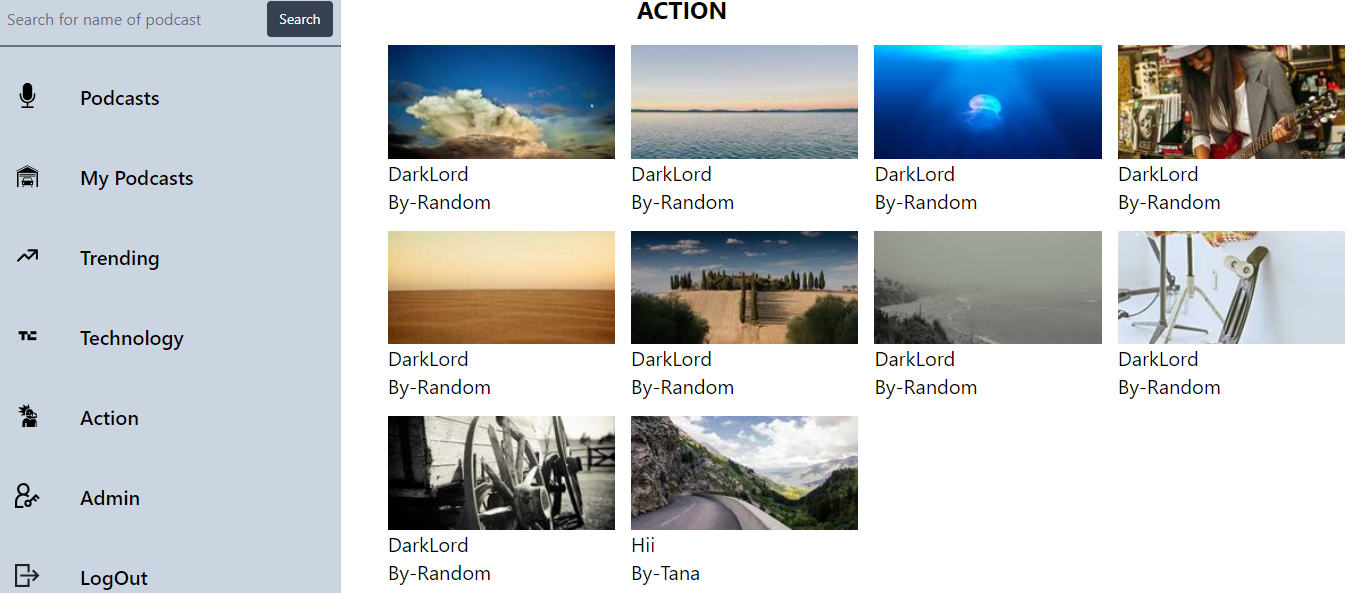 Search for name of podcast
Search
Podcasts
My Podcasts
Trending
Technology
Action
Admin
LogOut
ACTION
DarkLord
By-Random
DarkLord
By-Random
DarkLord
By-Random
DarkLord
By-Random
DarkLord
By-Random
DarkLord
By-Random
DarkLord
By-Random
DarkLord
By-Random
DarkLord
By-Random
Hii
By-Tana